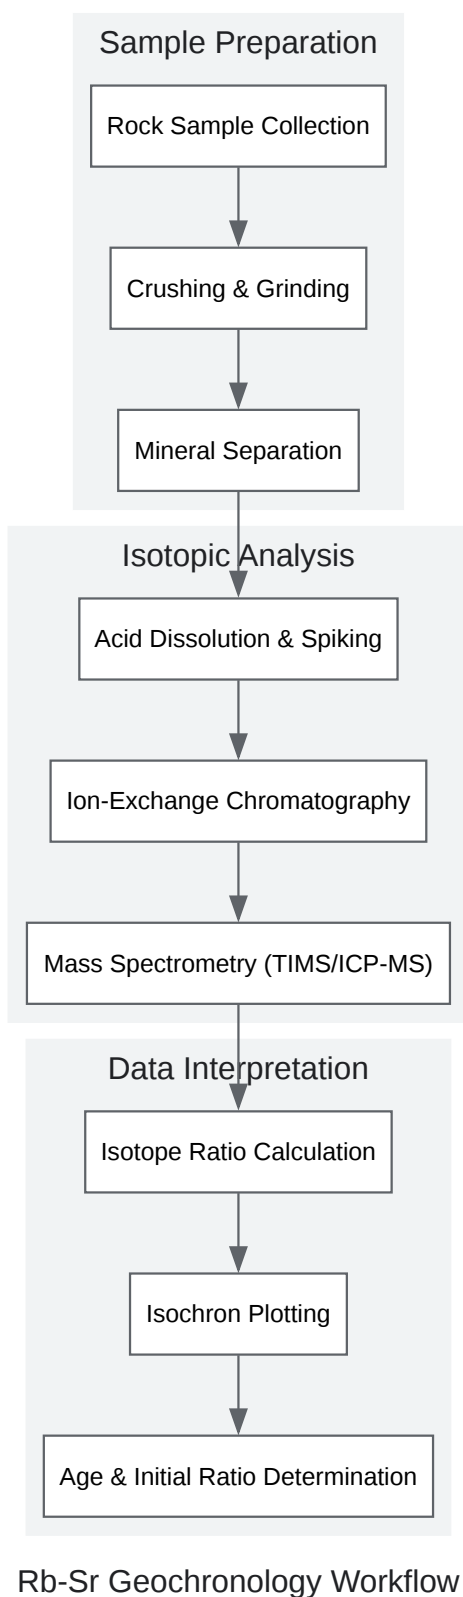 Sample Preparation
Rock Sample Collection
Crushing & Grinding
Mineral Separation
Isotopic Analysis
Acid Dissolution & Spiking
Ion-Exchange Chromatography
Mass Spectrometry (TIMS/ICP-MS)
Data Interpretation
Isotope Ratio Calculation
Isochron Plotting
Age & Initial Ratio Determination
Rb-Sr Geochronology Workflow